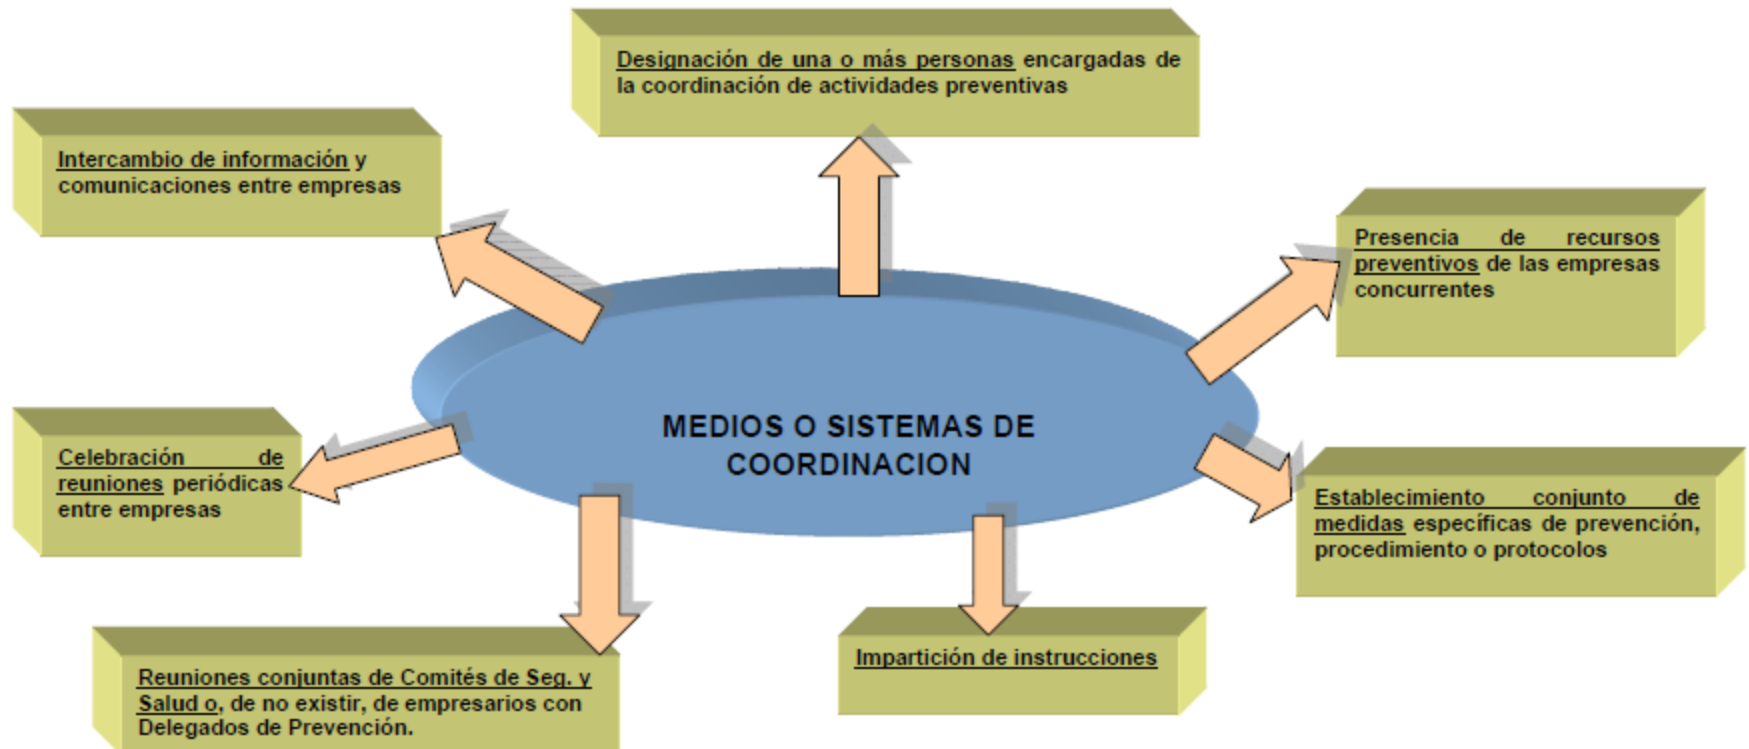 Designación de una o más personas encargadas de
la coordinación de actividades preventivas
Intercambio de información y
comunicaciones entre empresas
Presencia de recursos
preventivos de las empresas
concurrentes
MEDIOS O SISTEMAS DE
COORDINACION
Celebración de
reuniones periódicas
entre empresas
Establecimiento conjunto de
medidas específicas de prevención,
procedimiento o protocolos
Reuniones conjuntas de Comités de Seg. y
Salud o, de no existir, de empresarios con
Delegados de Prevención.
Impartición de instrucciones